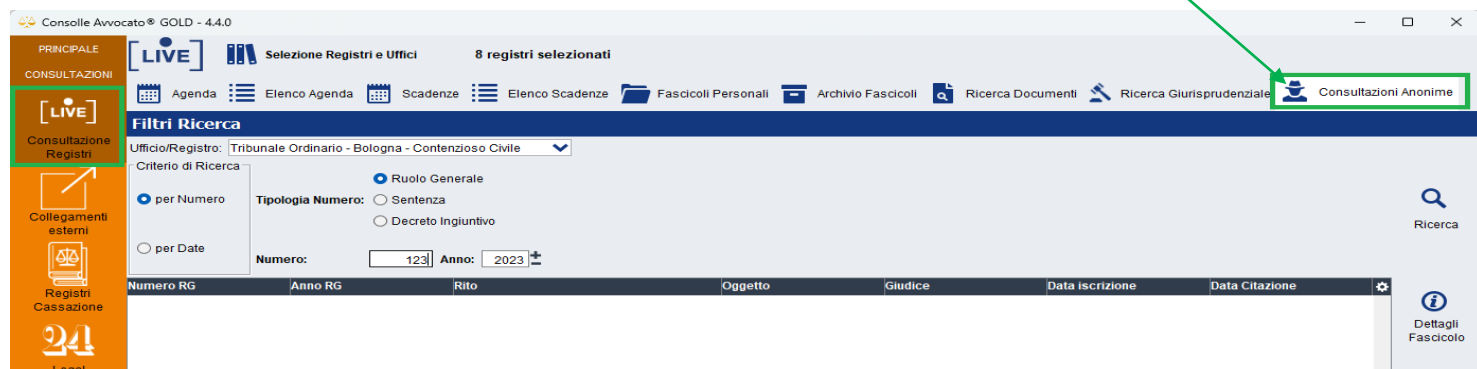 Consolle Avvocato® GOLD - 4.4.0
PRINCIPALE
CONSULTAZIONI
[LIVE]
Consultazione
Registri
Collegamenti
esterni
Registri
Cassazione
24
Legal
[LIVE] Selezione Registri e Uffici 8 registri selezionati
Agenda Elenco Agenda Scadenze Elenco Scadenze Fascicoli Personali Archivio Fascicoli Ricerca Documenti Ricerca Giurisprudenziale Consultazioni Anonime
Filtri Ricerca
Ufficio/Registro: Tribunale Ordinario - Bologna - Contenzioso Civile
Criterio di Ricerca
per Numero
per Date
Tipologia Numero:
Ruolo Generale
Sentenza
Decreto Ingiuntivo
Numero: 123 Anno: 2023
Numero RG Anno RG Rito Oggetto Giudice Data iscrizione Data Citazione
Ricerca
Dettagli
Fascicolo